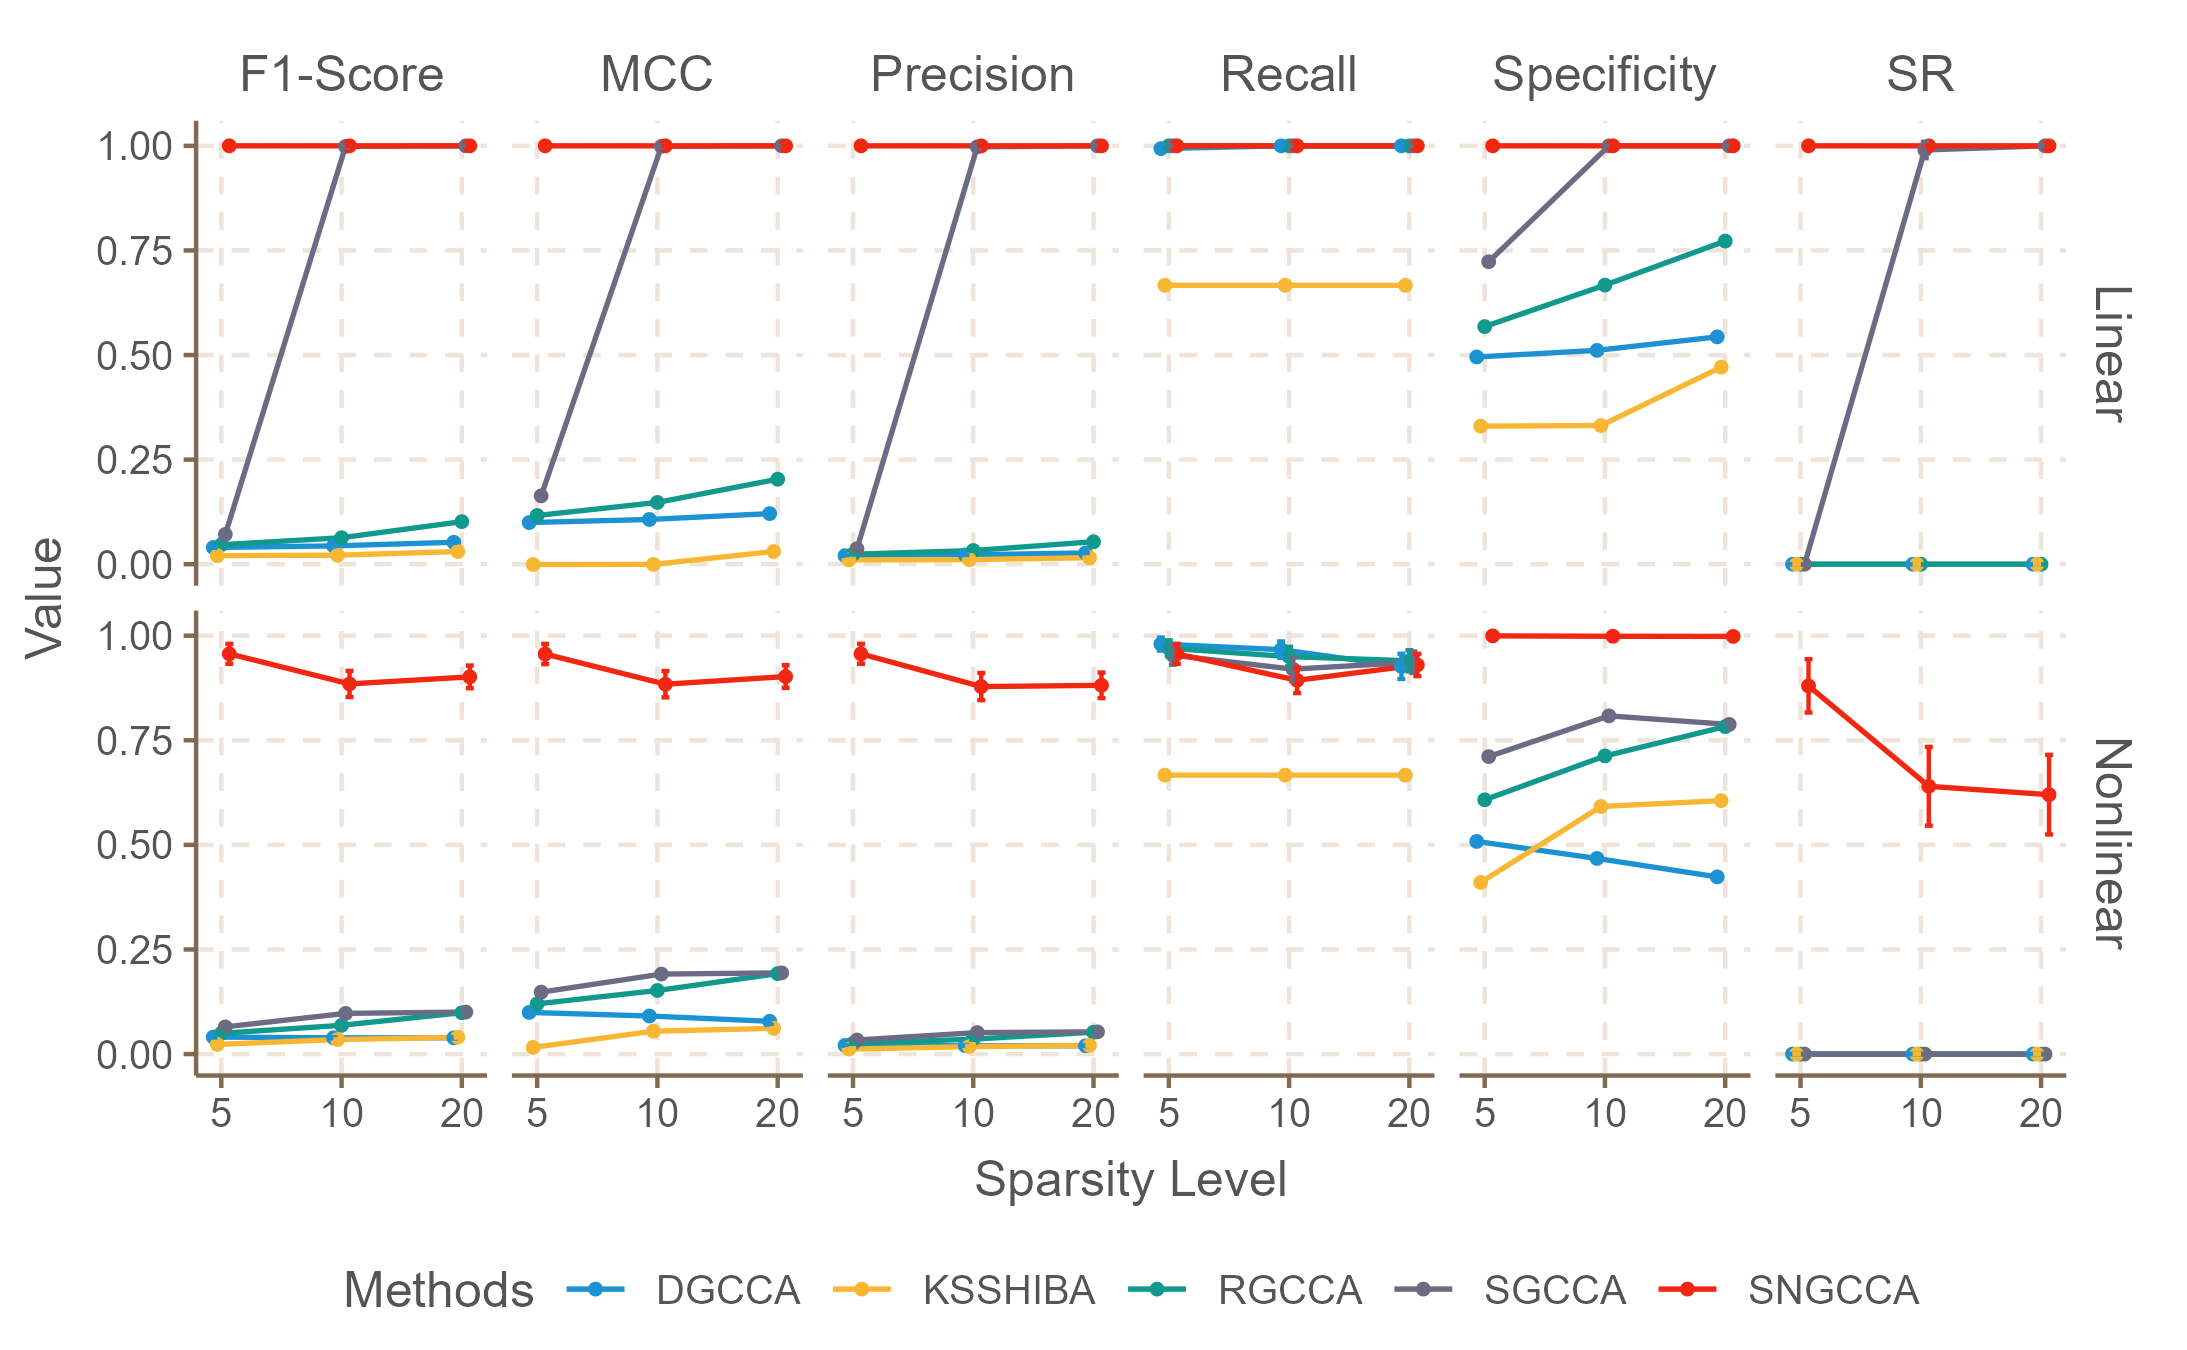 F1-Score MCC Precision Recall Specificity SR
1.00
0.75
0.50
0.25
0.00
Linear
Value
1.00
0.75
0.50
0.25
0.00
Nonlinear
5 10 20 5 10 20 5 10 20 5 10 20 5 10 20 5 10 20
Sparsity Level
Methods DGCCA KSSHIBA RGCCA SGCCA SNGCCA